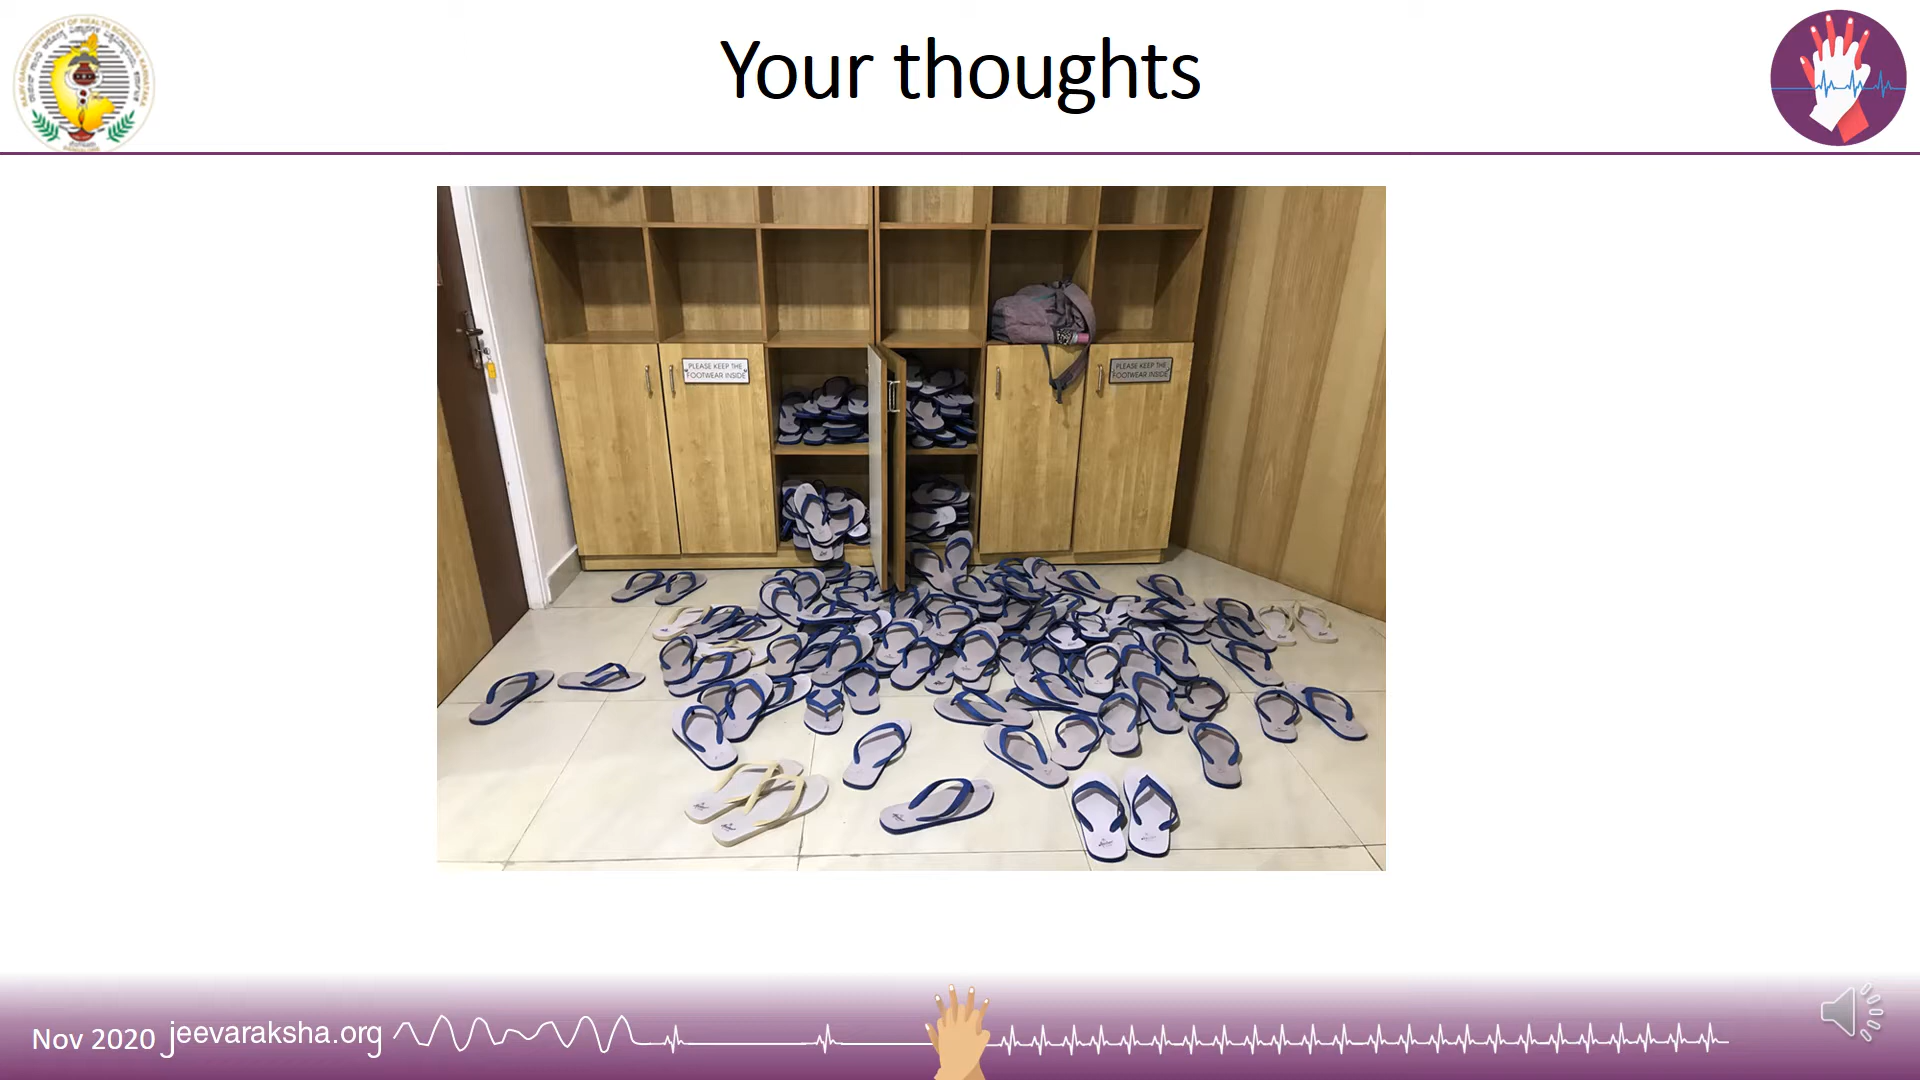 Your thoughts
PLEASE KEEP THE
FOOTWEAR INSIDE
PLEASE KEEP THE
FOOTWEAR INSIDE
Nov 2020
jeevaraksha.org